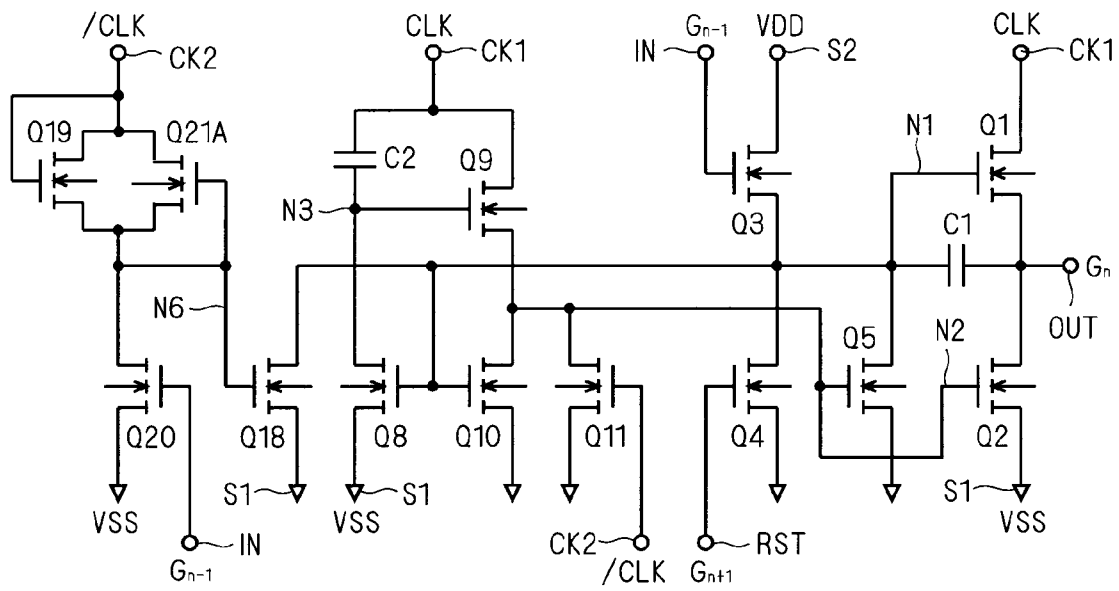 /CLK CLK Gₙ₋₁ VDD CLK
CK2 CK1 IN S2 CK1
Q19 Q21A C2 Q9 N1 Q1
N3 Q3 C1
Gₙ
N6 Q5 N2 OUT
Q20 Q18 Q8 Q10 Q11 Q4 Q2
VSS S1 S1 S1
VSS VSS
IN CK2 RST
Gₙ₋₁ /CLK Gₙ₊₁